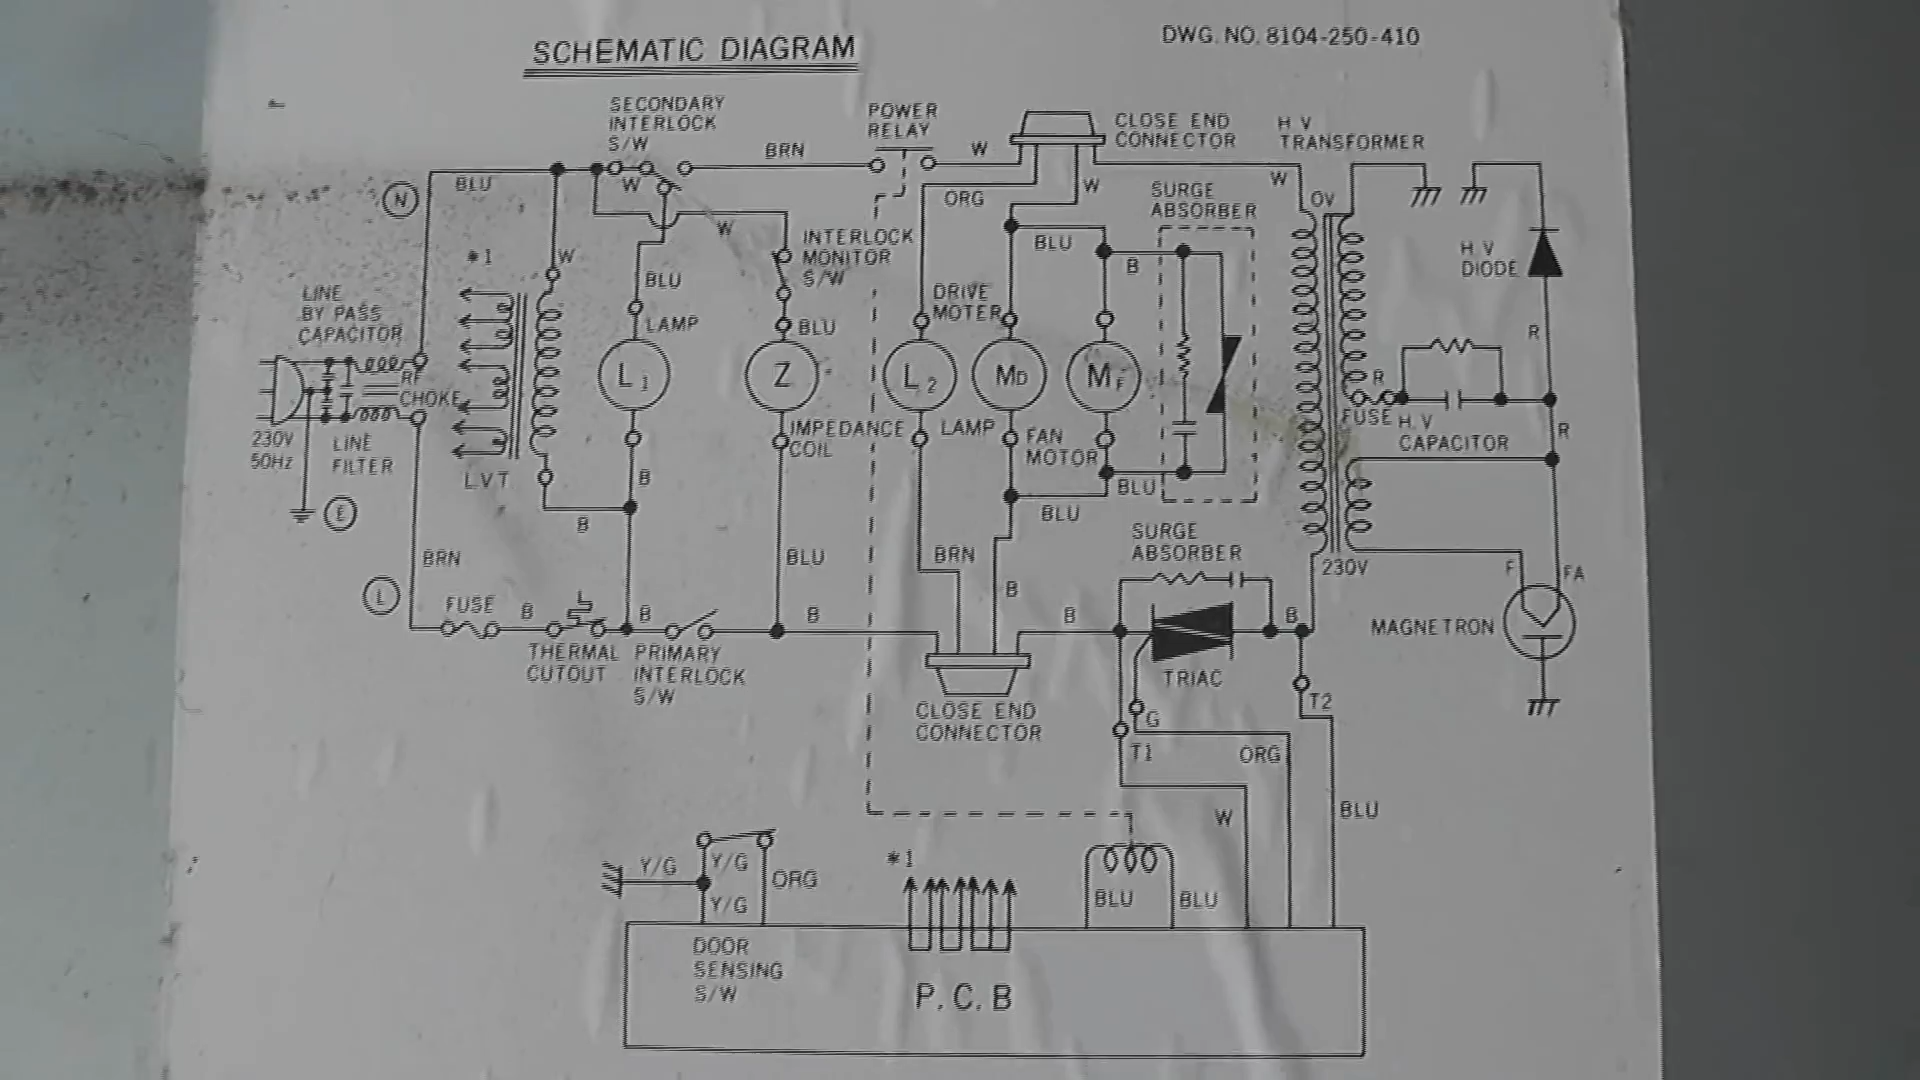 SCHEMATIC DIAGRAM
DWG. NO. 8104-250-410
SECONDARY
INTERLOCK
S/W
POWER
RELAY
CLOSE END
CONNECTOR
H V
TRANSFORMER
BRN
W
BLU
N
W
W
ORG
W
W
SURGE
ABSORBER
OV
*1
W
BLU
INTERLOCK
MONITOR
S/W
BLU
B
H V
DIODE
LINE
BY PASS
CAPACITOR
LAMP
BLU
DRIVE
MOTER
R
RF
CHOKE
L1
Z
L2
MD
MF
R
FUSE
H.V
CAPACITOR
R
230V
50Hz
LINE
FILTER
LVT
IMPEDANCE
COIL
LAMP
FAN
MOTOR
BLU
E
B
B
BLU
SURGE
ABSORBER
BRN
BLU
BRN
B
230V
F
FA
L
FUSE
B
B
B
B
B
MAGNETRON
THERMAL
CUTOUT
PRIMARY
INTERLOCK
S/W
TRIAC
CLOSE END
CONNECTOR
G
T1
T2
ORG
W
BLU
Y/G
Y/G
Y/G
ORG
*1
BLU
BLU
DOOR
SENSING
S/W
P.C.B